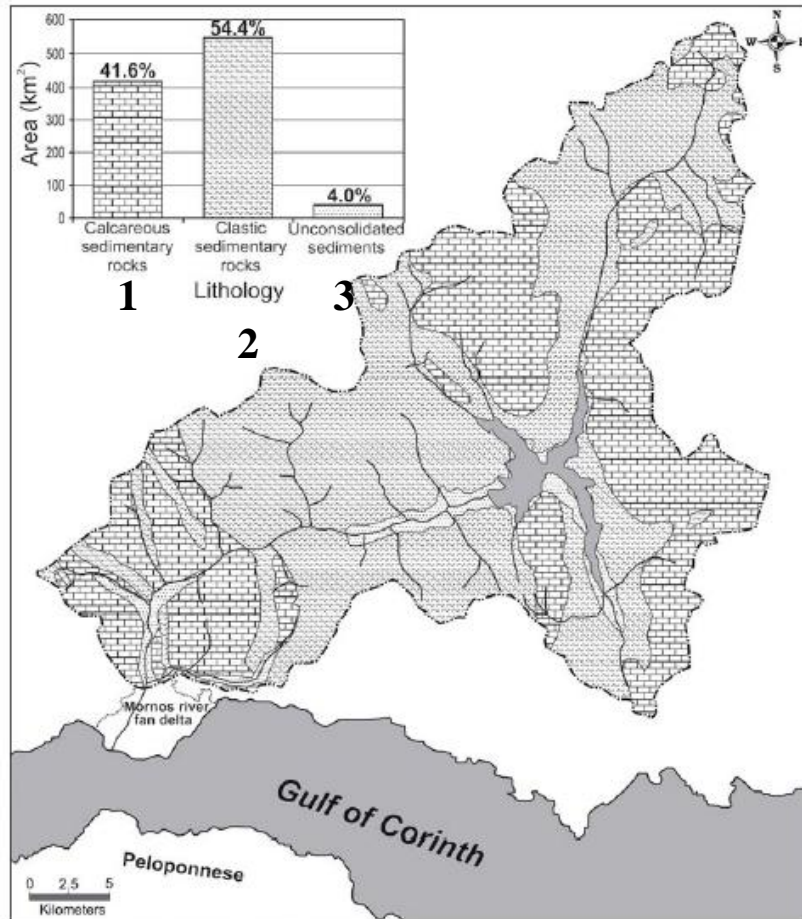 600
500
400
300
200
100
0
Area (km²)
41.6%
54.4%
4.0%
Calcareous
sedimentary
rocks
Clastic
sedimentary
rocks
Unconsolidated
sediments
Lithology
1
2
3
N
W
E
S
Mornos river
fan delta
Gulf of Corinth
Peloponnese
0 2.5 5
Kilometers